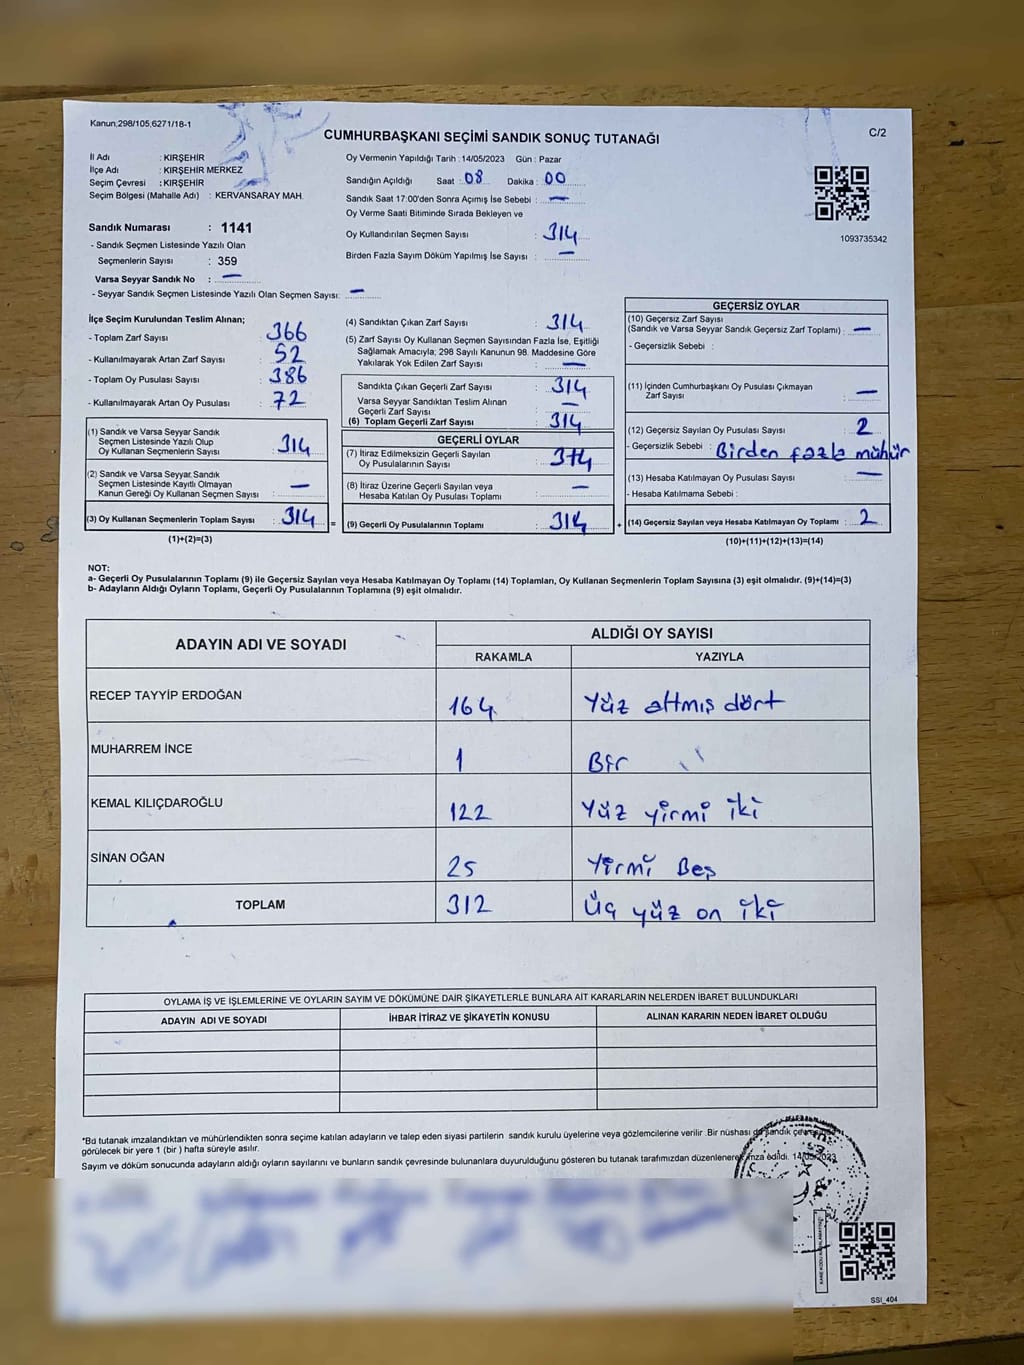 Kanun;298/105,6271/18-1
CUMHURBAŞKANI SEÇİMİ SANDIK SONUÇ TUTANAĞI
C/2
İl Adı : KIRŞEHİR
İlçe Adı : KIRŞEHİR MERKEZ
Seçim Çevresi : KIRŞEHİR
Seçim Bölgesi (Mahalle Adı) : KERVANSARAY MAH.
Sandık Numarası : 1141
- Sandık Seçmen Listesinde Yazılı Olan
Seçmenlerin Sayısı : 359
Varsa Seyyar Sandık No : —
- Seyyar Sandık Seçmen Listesinde Yazılı Olan Seçmen Sayısı: —
Oy Vermenin Yapıldığı Tarih : 14/05/2023 Gün : Pazar
Sandığın Açıldığı Saat : 08 Dakika : 00
Sandık Saat 17:00'den Sonra Açımış İse Sebebi : —
Oy Verme Saati Bitiminde Sırada Bekleyen ve
Oy Kullandırılan Seçmen Sayısı : 314
Birden Fazla Sayım Döküm Yapılmış İse Sayısı : —
1093735342
İlçe Seçim Kurulundan Teslim Alınan;
- Toplam Zarf Sayısı : 366
- Kullanılmayarak Artan Zarf Sayısı : 52
- Toplam Oy Pusulası Sayısı : 386
- Kullanılmayarak Artan Oy Pusulası : 72
(1) Sandık ve Varsa Seyyar Sandık
Seçmen Listesinde Yazılı Olup
Oy Kullanan Seçmenlerin Sayısı : 314
(2) Sandık ve Varsa Seyyar Sandık
Seçmen Listesinde Kayıtlı Olmayan
Kanun Gereği Oy Kullanan Seçmen Sayısı : —
(3) Oy Kullanan Seçmenlerin Toplam Sayısı : 314
(1)+(2)=(3)
(4) Sandıktan Çıkan Zarf Sayısı : 314
(5) Zarf Sayısı Oy Kullanan Seçmen Sayısından Fazla İse, Eşitliği
Sağlamak Amacıyla; 298 Sayılı Kanunun 98. Maddesine Göre
Yakılarak Yok Edilen Zarf Sayısı : —
Sandıkta Çıkan Geçerli Zarf Sayısı : 314
Varsa Seyyar Sandıktan Teslim Alınan
Geçerli Zarf Sayısı : —
(6) Toplam Geçerli Zarf Sayısı : 314
GEÇERLİ OYLAR
(7) İtiraz Edilmeksizin Geçerli Sayılan
Oy Pusulalarının Sayısı : 314
(8) İtiraz Üzerine Geçerli Sayılan veya
Hesaba Katılan Oy Pusulası Toplamı : —
= (9) Geçerli Oy Pusulalarının Toplamı : 314 +
GEÇERSİZ OYLAR
(10) Geçersiz Zarf Sayısı
(Sandık ve Varsa Seyyar Sandık Geçersiz Zarf Toplamı) : —
- Geçersizlik Sebebi :
(11) İçinden Cumhurbaşkanı Oy Pusulası Çıkmayan
Zarf Sayısı : —
(12) Geçersiz Sayılan Oy Pusulası Sayısı : 2
- Geçersizlik Sebebi : Birden fazla mühür
(13) Hesaba Katılmayan Oy Pusulası Sayısı : —
- Hesaba Katılmama Sebebi :
(14) Geçersiz Sayılan veya Hesaba Katılmayan Oy Toplamı : 2
(10)+(11)+(12)+(13)=(14)
NOT:
a- Geçerli Oy Pusulalarının Toplamı (9) ile Geçersiz Sayılan veya Hesaba Katılmayan Oy Toplamı (14) Toplamları, Oy Kullanan Seçmenlerin Toplam Sayısına (3) eşit olmalıdır. (9)+(14)=(3)
b- Adayların Aldığı Oyların Toplamı, Geçerli Oy Pusulalarının Toplamına (9) eşit olmalıdır.
ADAYIN ADI VE SOYADI
ALDIĞI OY SAYISI
RAKAMLA YAZIYLA
RECEP TAYYİP ERDOĞAN 164 Yüz altmış dört
MUHARREM İNCE 1 Bir
KEMAL KILIÇDAROĞLU 122 Yüz yirmi iki
SİNAN OĞAN 25 Yirmi Beş
TOPLAM 312 Üç yüz on iki
OYLAMA İŞ VE İŞLEMLERİNE VE OYLARIN SAYIM VE DÖKÜMÜNE DAİR ŞİKAYETLERLE BUNLARA AİT KARARLARIN NELERDEN İBARET BULUNDUKLARI
ADAYIN ADI VE SOYADI İHBAR İTİRAZ VE ŞİKAYETİN KONUSU ALINAN KARARIN NEDEN İBARET OLDUĞU
*Bu tutanak imzalandıktan ve mühürlendikten sonra seçime katılan adayların ve talep eden siyasi partilerin sandık kurulu üyelerine veya gözlemcilerine verilir. Bir nüshası da sandık
görülecek bir yere 1 (bir ) hafta süreyle asılır.
Sayım ve döküm sonucunda adayların aldığı oyların sayılarını ve bunların sandık çevresinde bulunanlara duyurulduğunu gösteren bu tutanak tarafımızdan düzenlenerek imza edildi. 14/05/2023
SSI_404